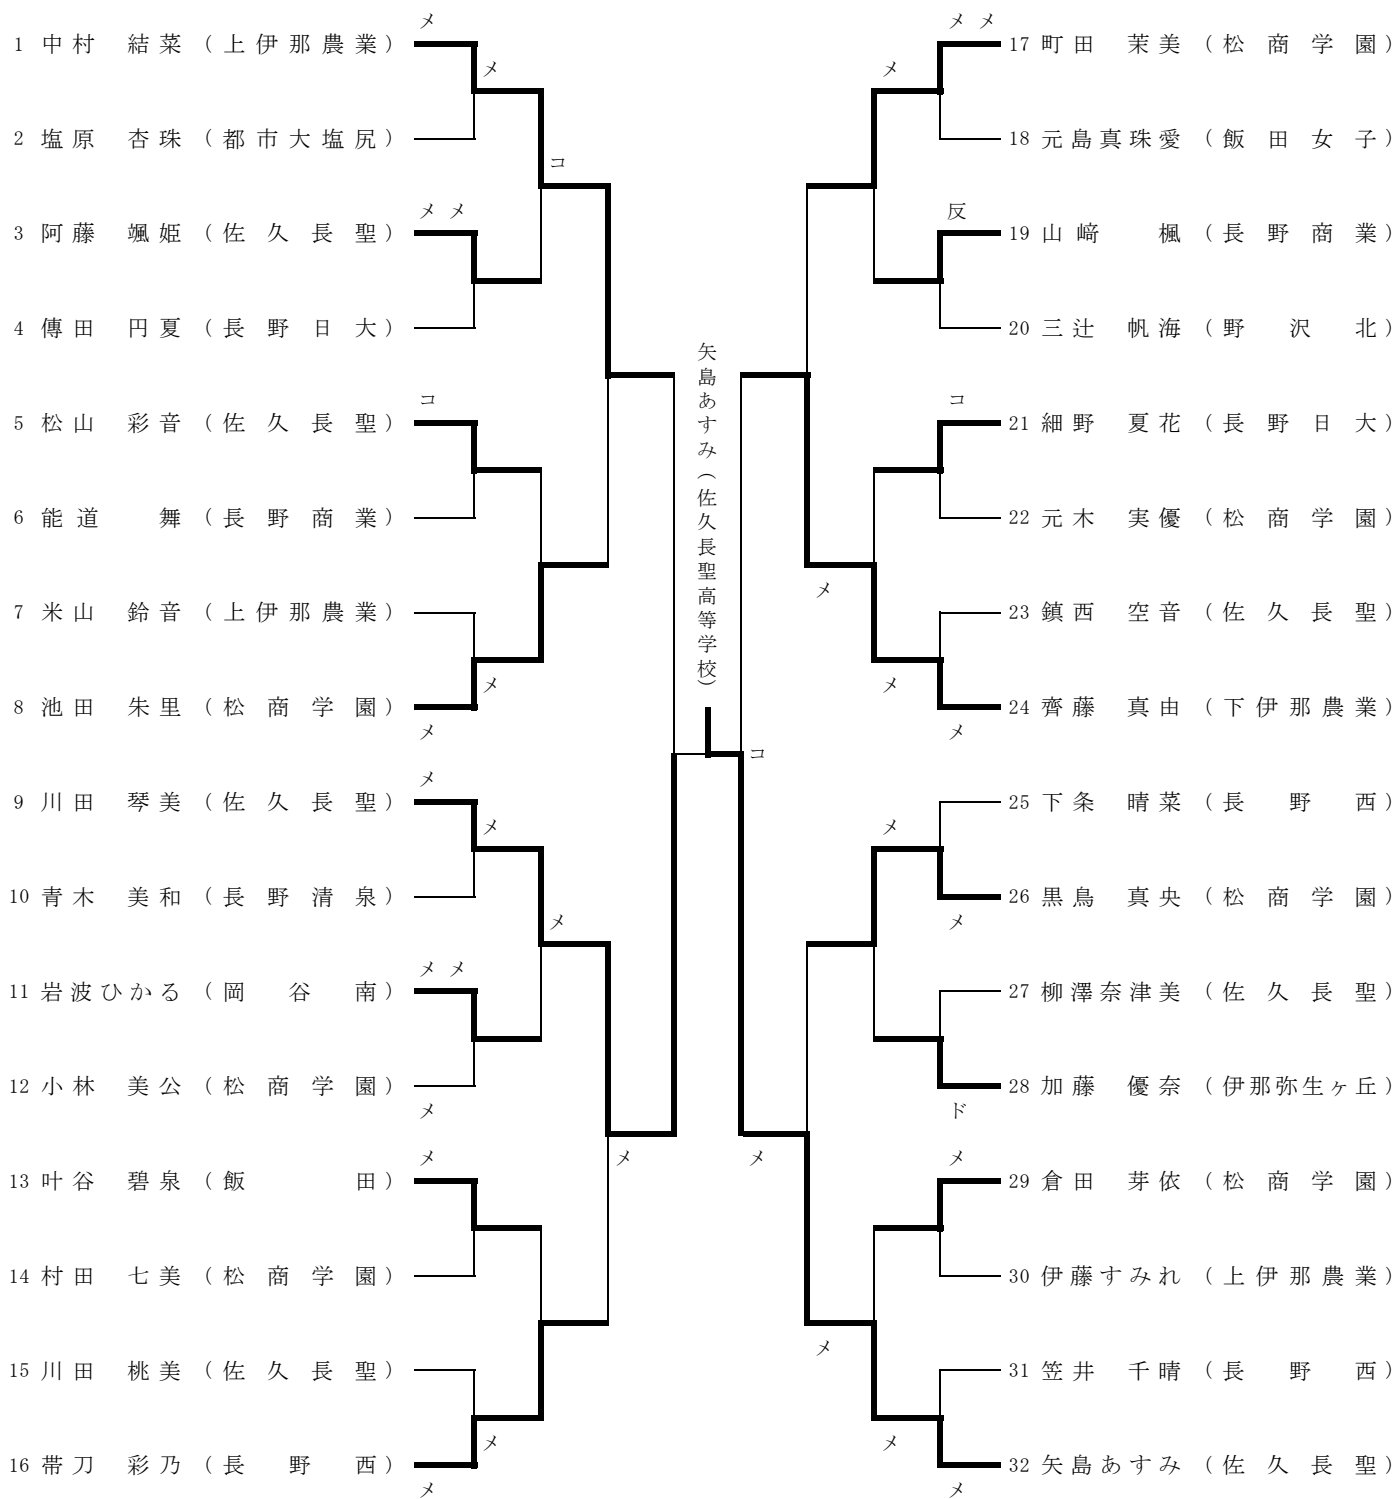 メ
1 中村 結菜 (上伊那農業)
メ
2 塩原 杏珠 (都市大塩尻)
コ
メメ
3 阿藤 颯姫 (佐久長聖)
4 傳田 円夏 (長野日大)
コ
5 松山 彩音 (佐久長聖)
6 能道 舞 (長野商業)
7 米山 鈴音 (上伊那農業)
メ
8 池田 朱里 (松商学園)
メ
メ
9 川田 琴美 (佐久長聖)
メ
10 青木 美和 (長野清泉)
メ
メメ
11 岩波ひかる (岡谷南)
12 小林 美公 (松商学園)
メ
メ
メ
13 叶谷 碧泉 (飯田)
14 村田 七美 (松商学園)
15 川田 桃美 (佐久長聖)
メ
16 帯刀 彩乃 (長野西)
メ
矢島あすみ(佐久長聖高等学校)
コ
メメ
17 町田 茉美 (松商学園)
メ
18 元島真珠愛 (飯田女子)
反
19 山﨑 楓 (長野商業)
20 三辻 帆海 (野沢北)
コ
21 細野 夏花 (長野日大)
22 元木 実優 (松商学園)
メ
23 鎮西 空音 (佐久長聖)
メ
24 齊藤 真由 (下伊那農業)
メ
25 下条 晴菜 (長野西)
メ
26 黒鳥 真央 (松商学園)
メ
27 柳澤奈津美 (佐久長聖)
28 加藤 優奈 (伊那弥生ヶ丘)
ド
メ
メ
29 倉田 芽依 (松商学園)
30 伊藤すみれ (上伊那農業)
メ
31 笠井 千晴 (長野西)
メ
32 矢島あすみ (佐久長聖)
メ